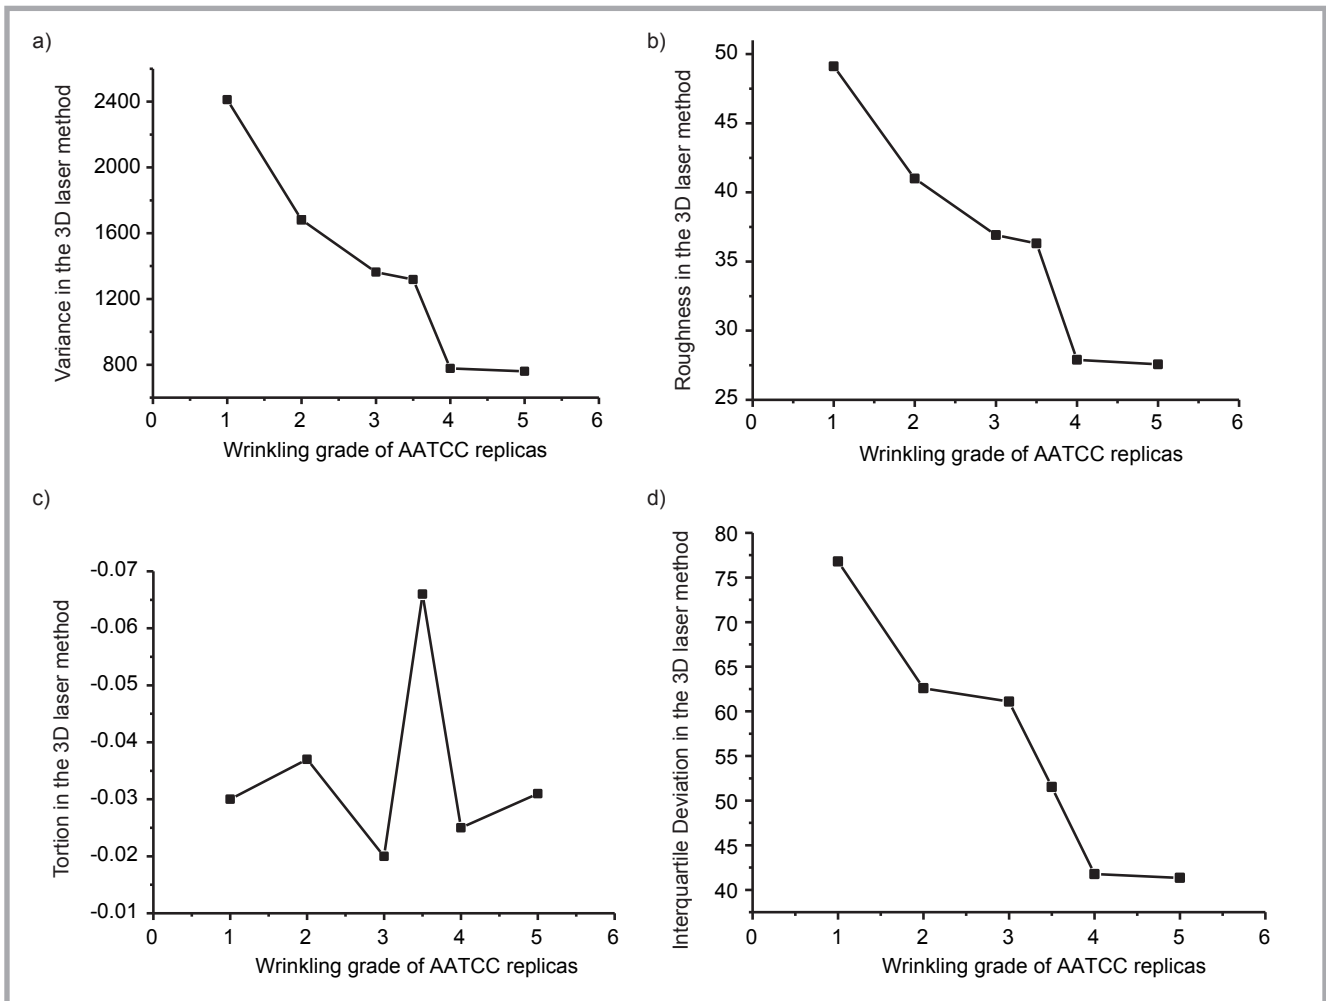 a)
Variance in the 3D laser method
2400
2000
1600
1200
800
0 1 2 3 4 5 6
Wrinkling grade of AATCC replicas
b)
Roughness in the 3D laser method
50
45
40
35
30
25
0 1 2 3 4 5 6
Wrinkling grade of AATCC replicas
c)
Tortion in the 3D laser method
-0.07
-0.06
-0.05
-0.04
-0.03
-0.02
-0.01
0 1 2 3 4 5 6
Wrinkling grade of AATCC replicas
d)
Interquartile Deviation in the 3D laser method
80
75
70
65
60
55
50
45
40
0 1 2 3 4 5 6
Wrinkling grade of AATCC replicas